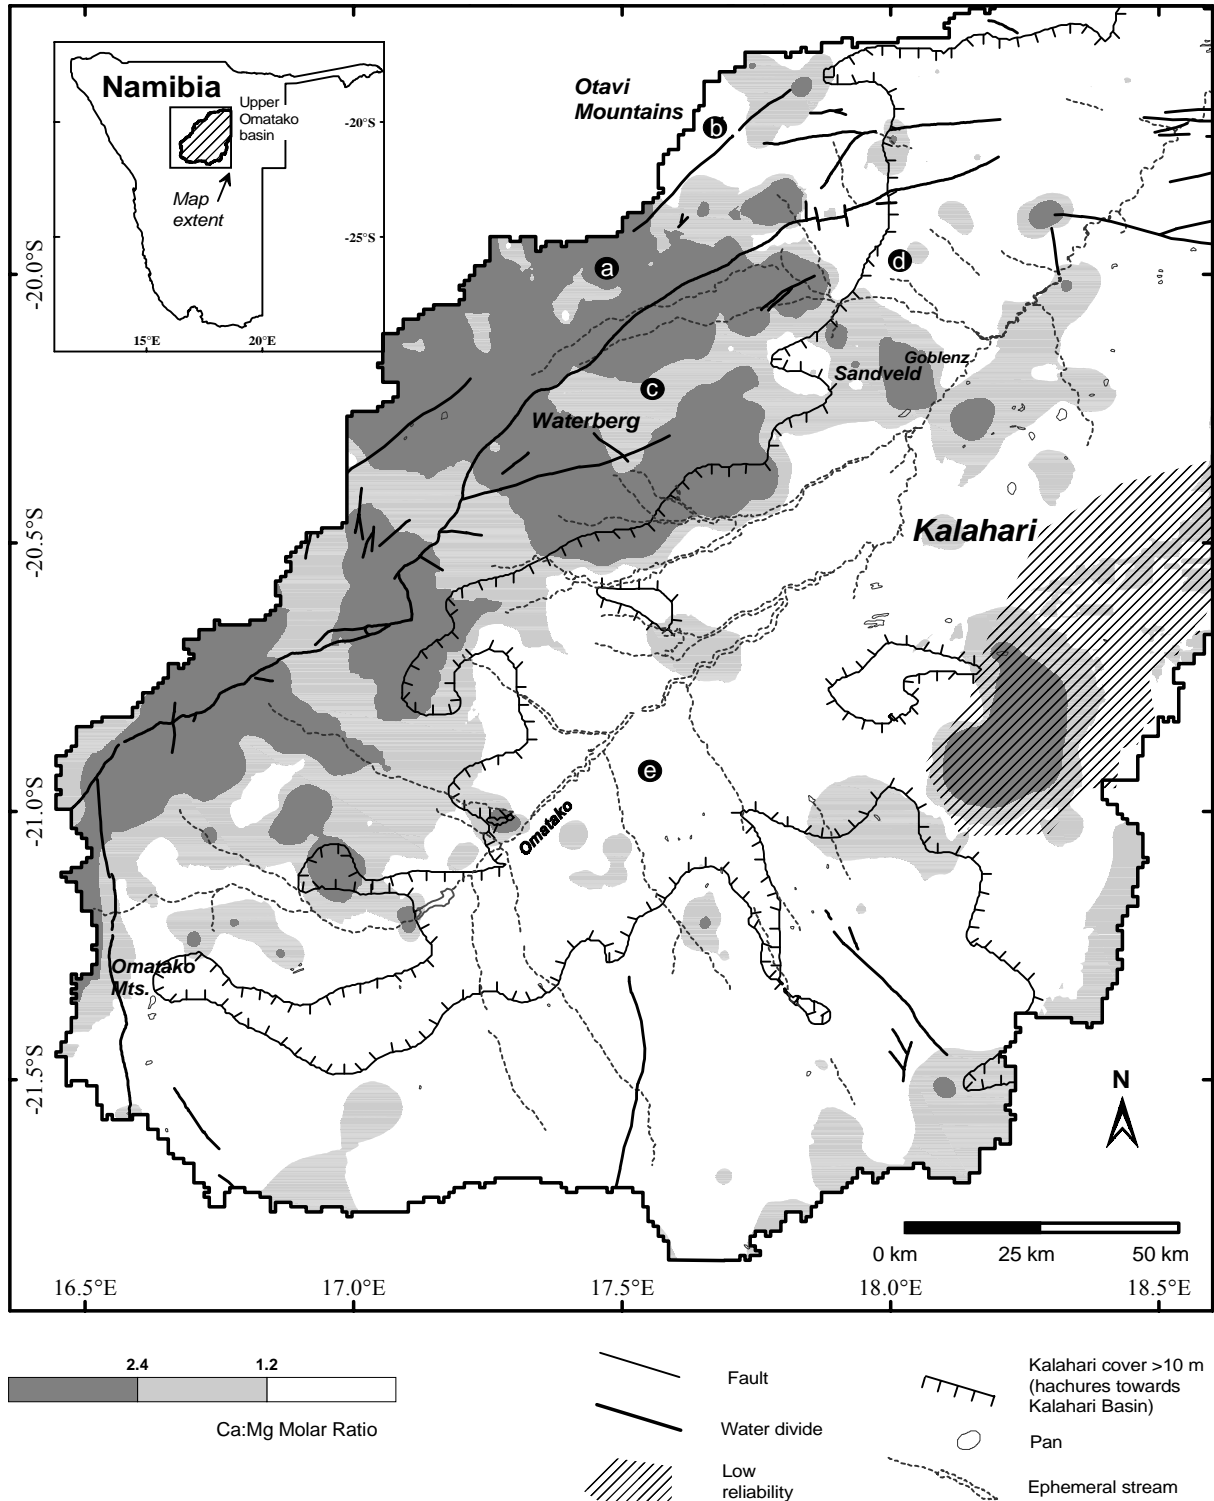 Namibia
Upper
Omatako
basin
-20°S
Map
extent
-25°S
15°E
20°E
Otavi
Mountains
b
a
d
-20.0°S
Goblenz
Sandveld
c
Waterberg
-20.5°S
Kalahari
e
-21.0°S
Omatako
Omatako
Mts.
-21.5°S
N
0 km
25 km
50 km
16.5°E
17.0°E
17.5°E
18.0°E
18.5°E
2.4
1.2
Ca:Mg Molar Ratio
Fault
Water divide
Low
reliability
Kalahari cover >10 m
(hachures towards
Kalahari Basin)
Pan
Ephemeral stream